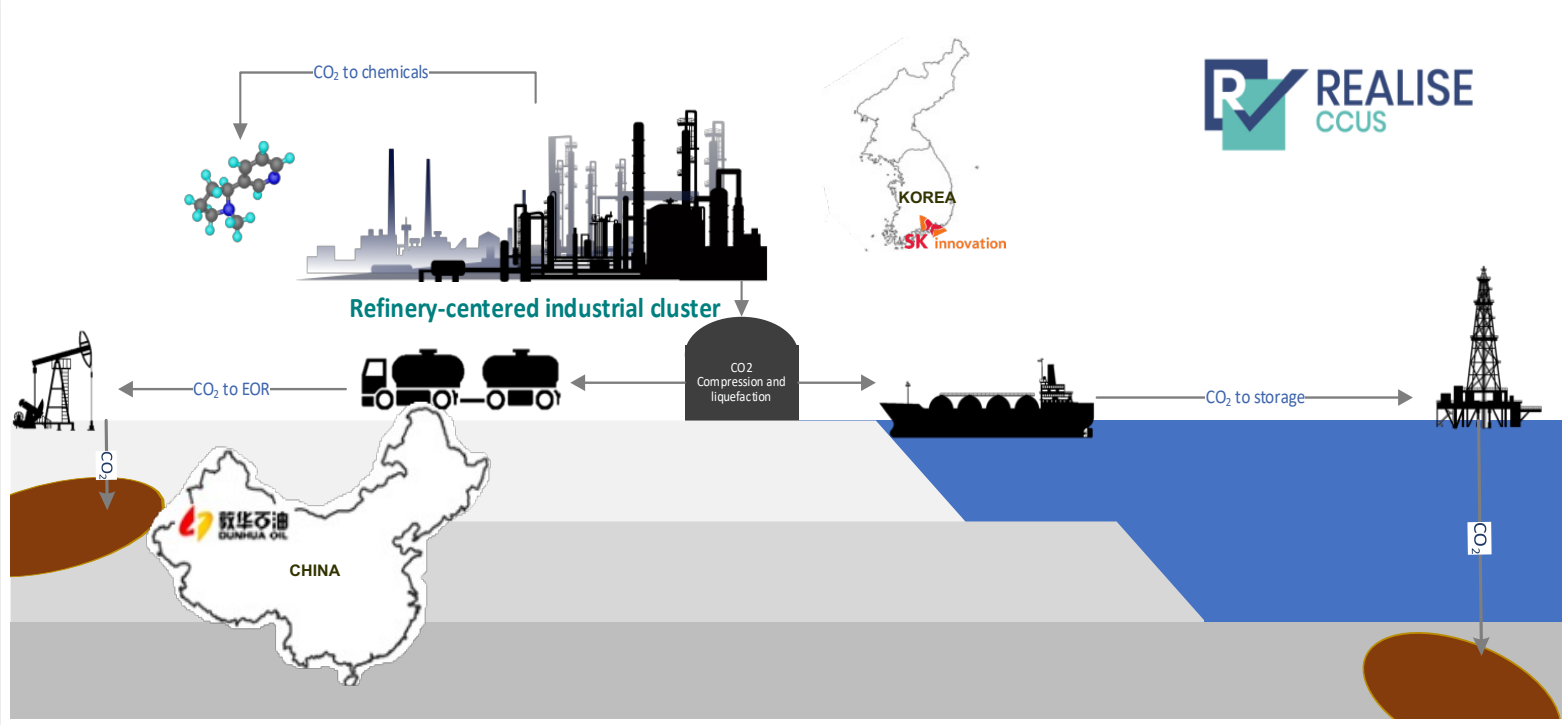 CO₂ to chemicals
R
REALISE
CCUS
KOREA
SK innovation
Refinery-centered industrial cluster
CO2
Compression and
liquefaction
CO₂ to EOR
CO₂ to storage
CO₂
敦华石油
DUNHUA OIL
CHINA
CO₂